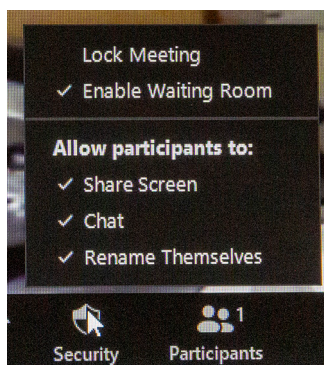 Lock Meeting
✓ Enable Waiting Room
Allow participants to:
✓ Share Screen
✓ Chat
✓ Rename Themselves
1
Security
Participants